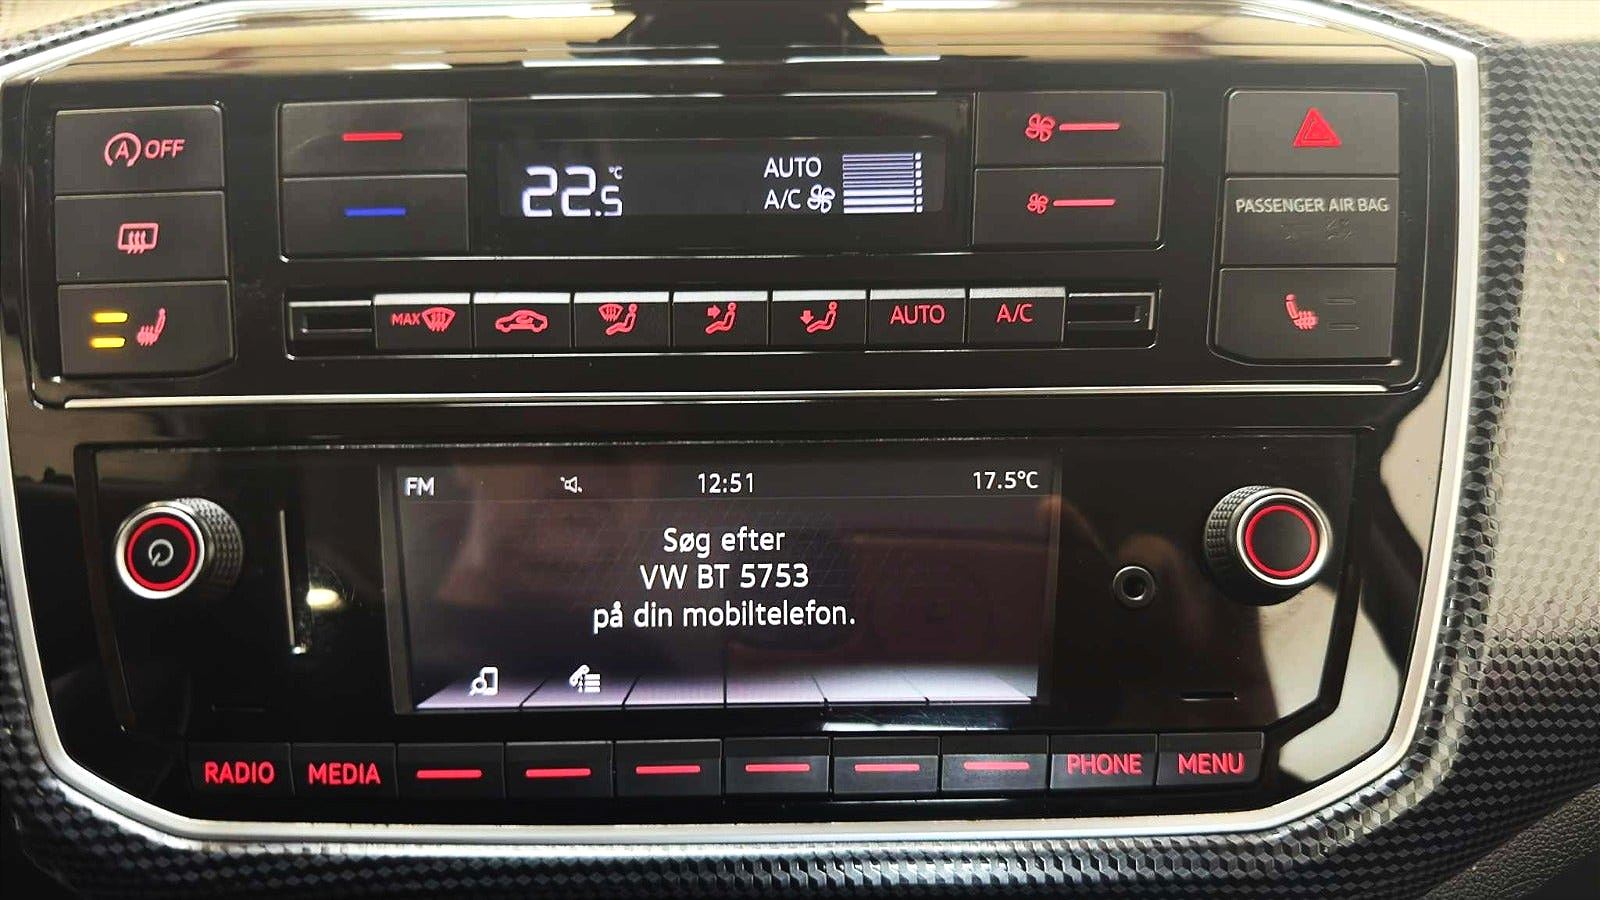 OFF
22.5 °C
AUTO
A/C
PASSENGER AIR BAG
MAX
AUTO
A/C
FM 12:51 17.5°C
Søg efter
VW BT 5753
på din mobiltelefon.
RADIO MEDIA PHONE MENU